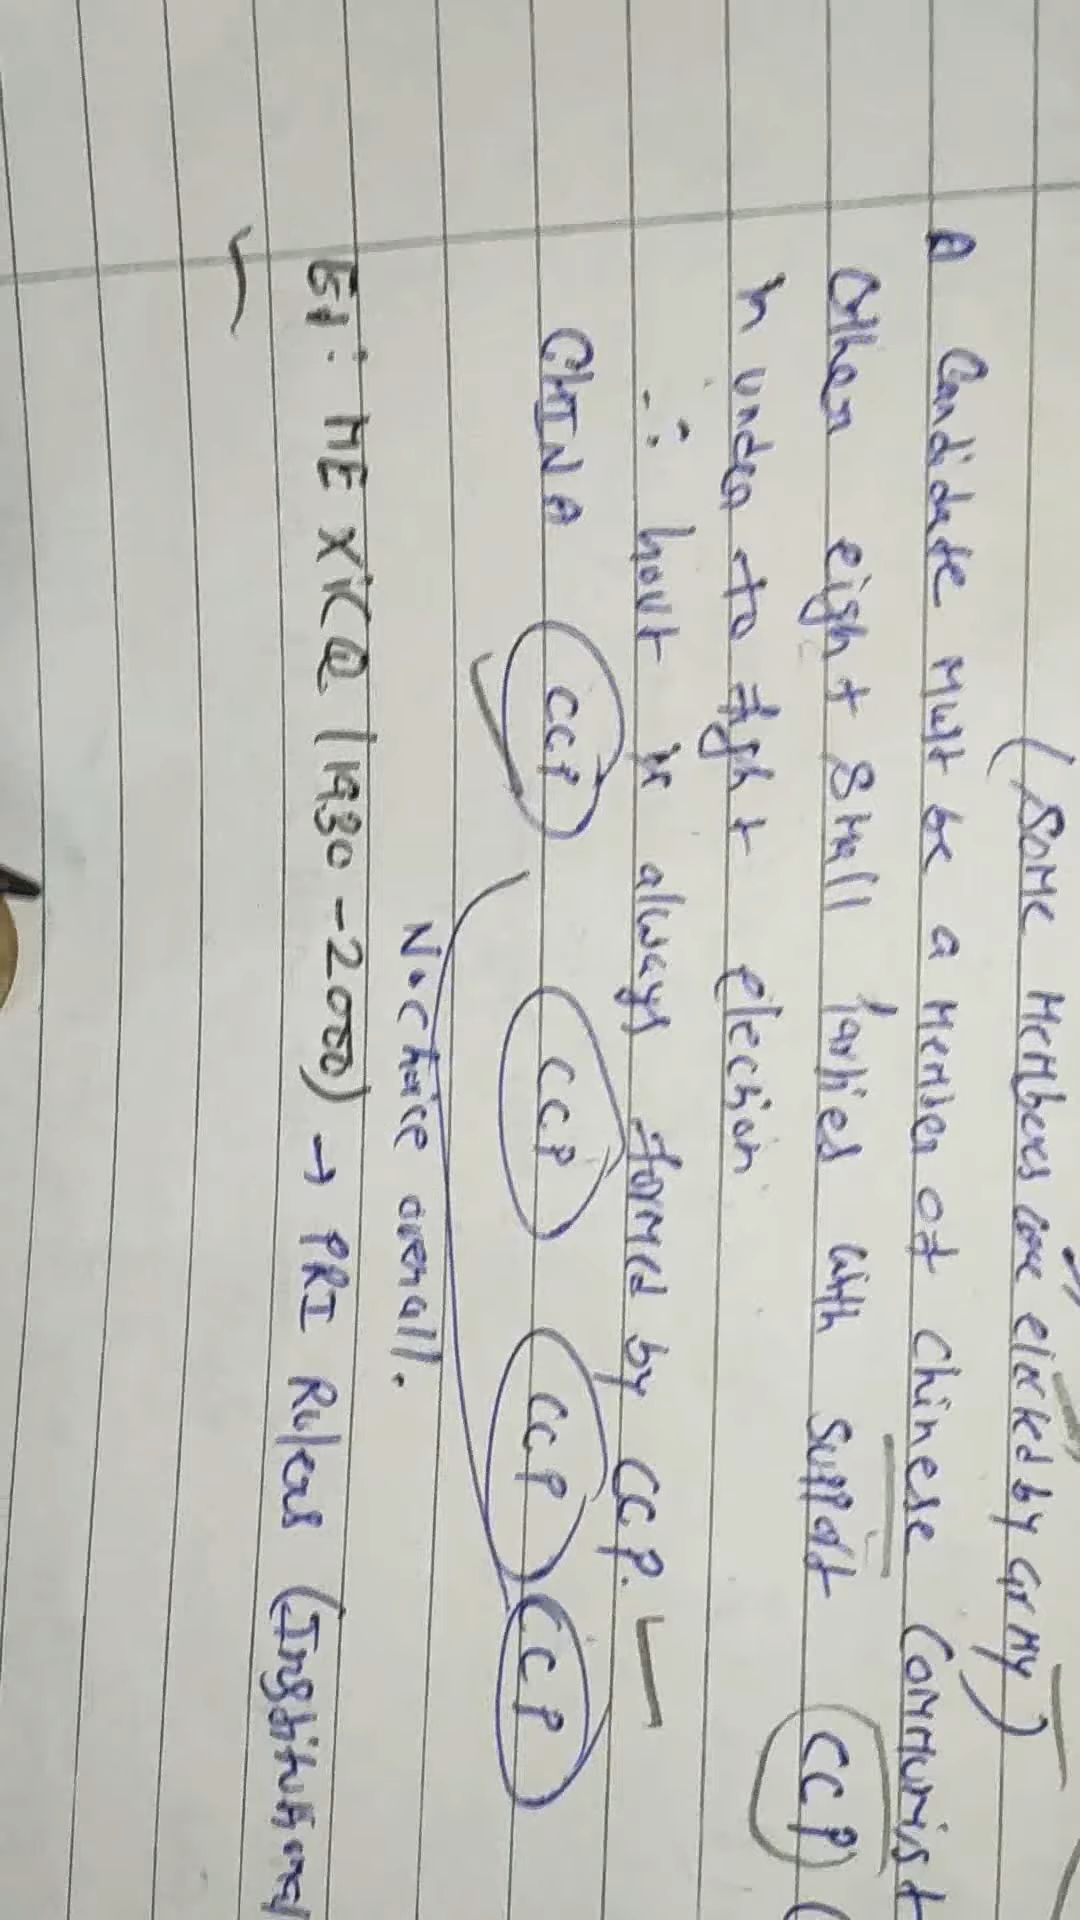 (Some members are elected by army)
A Candidate must be a member of Chinese Communist
Other eight small parties with support CCP (
in order to fight election
∴ Govt is always formed by CCP.
CHINA CCP CCP CCP CCP
No choice overall.
MEXICO (1930-2000) → PRI Rulers (Institutional